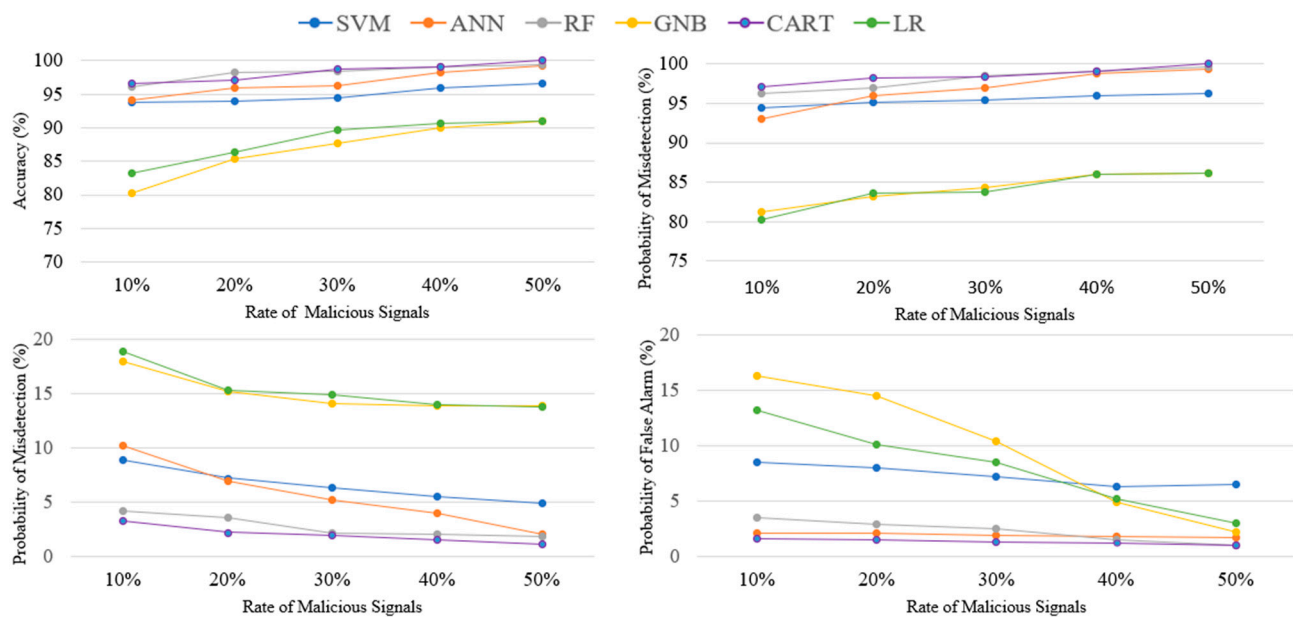 SVM ANN RF GNB CART LR
Accuracy (%)
100
95
90
85
80
75
70
10% 20% 30% 40% 50%
Rate of Malicious Signals
Probability of Misdetection (%)
100
95
90
85
80
75
10% 20% 30% 40% 50%
Rate of Malicious Signals
Probability of Misdetection (%)
20
15
10
5
0
10% 20% 30% 40% 50%
Rate of Malicious Signals
Probability of False Alarm (%)
20
15
10
5
0
10% 20% 30% 40% 50%
Rate of Malicious Signals